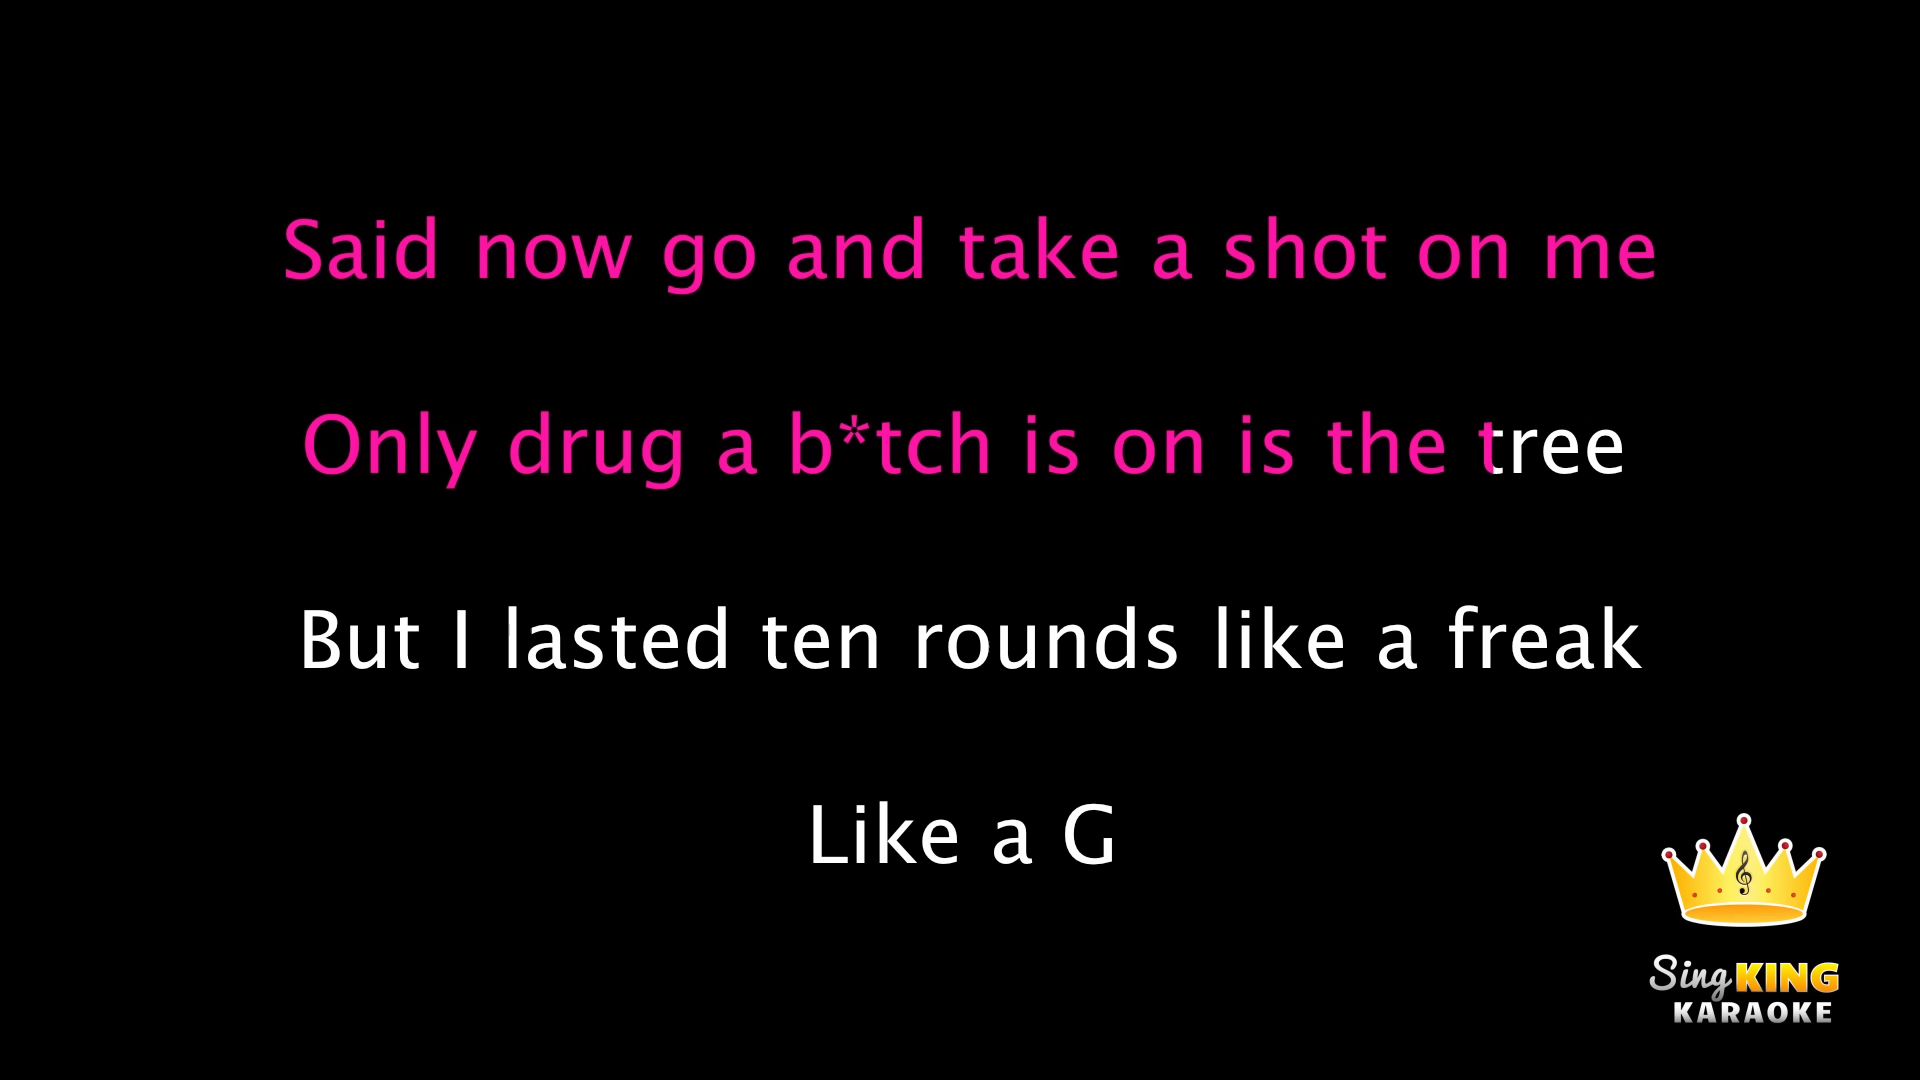 Said now go and take a shot on me
Only drug a b*tch is on is the tree
But I lasted ten rounds like a freak
Like a G
Sing KING
KARAOKE